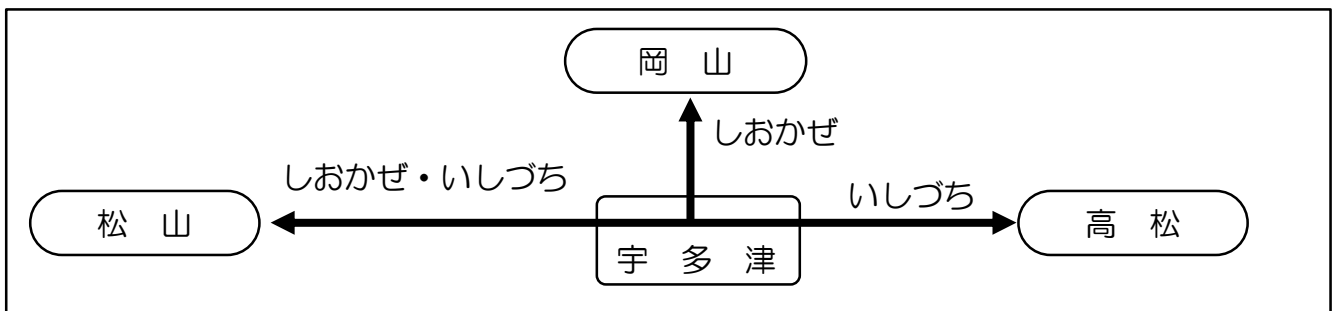 岡 山
しおかぜ
しおかぜ・いしづち
いしづち
松 山
高 松
宇 多 津